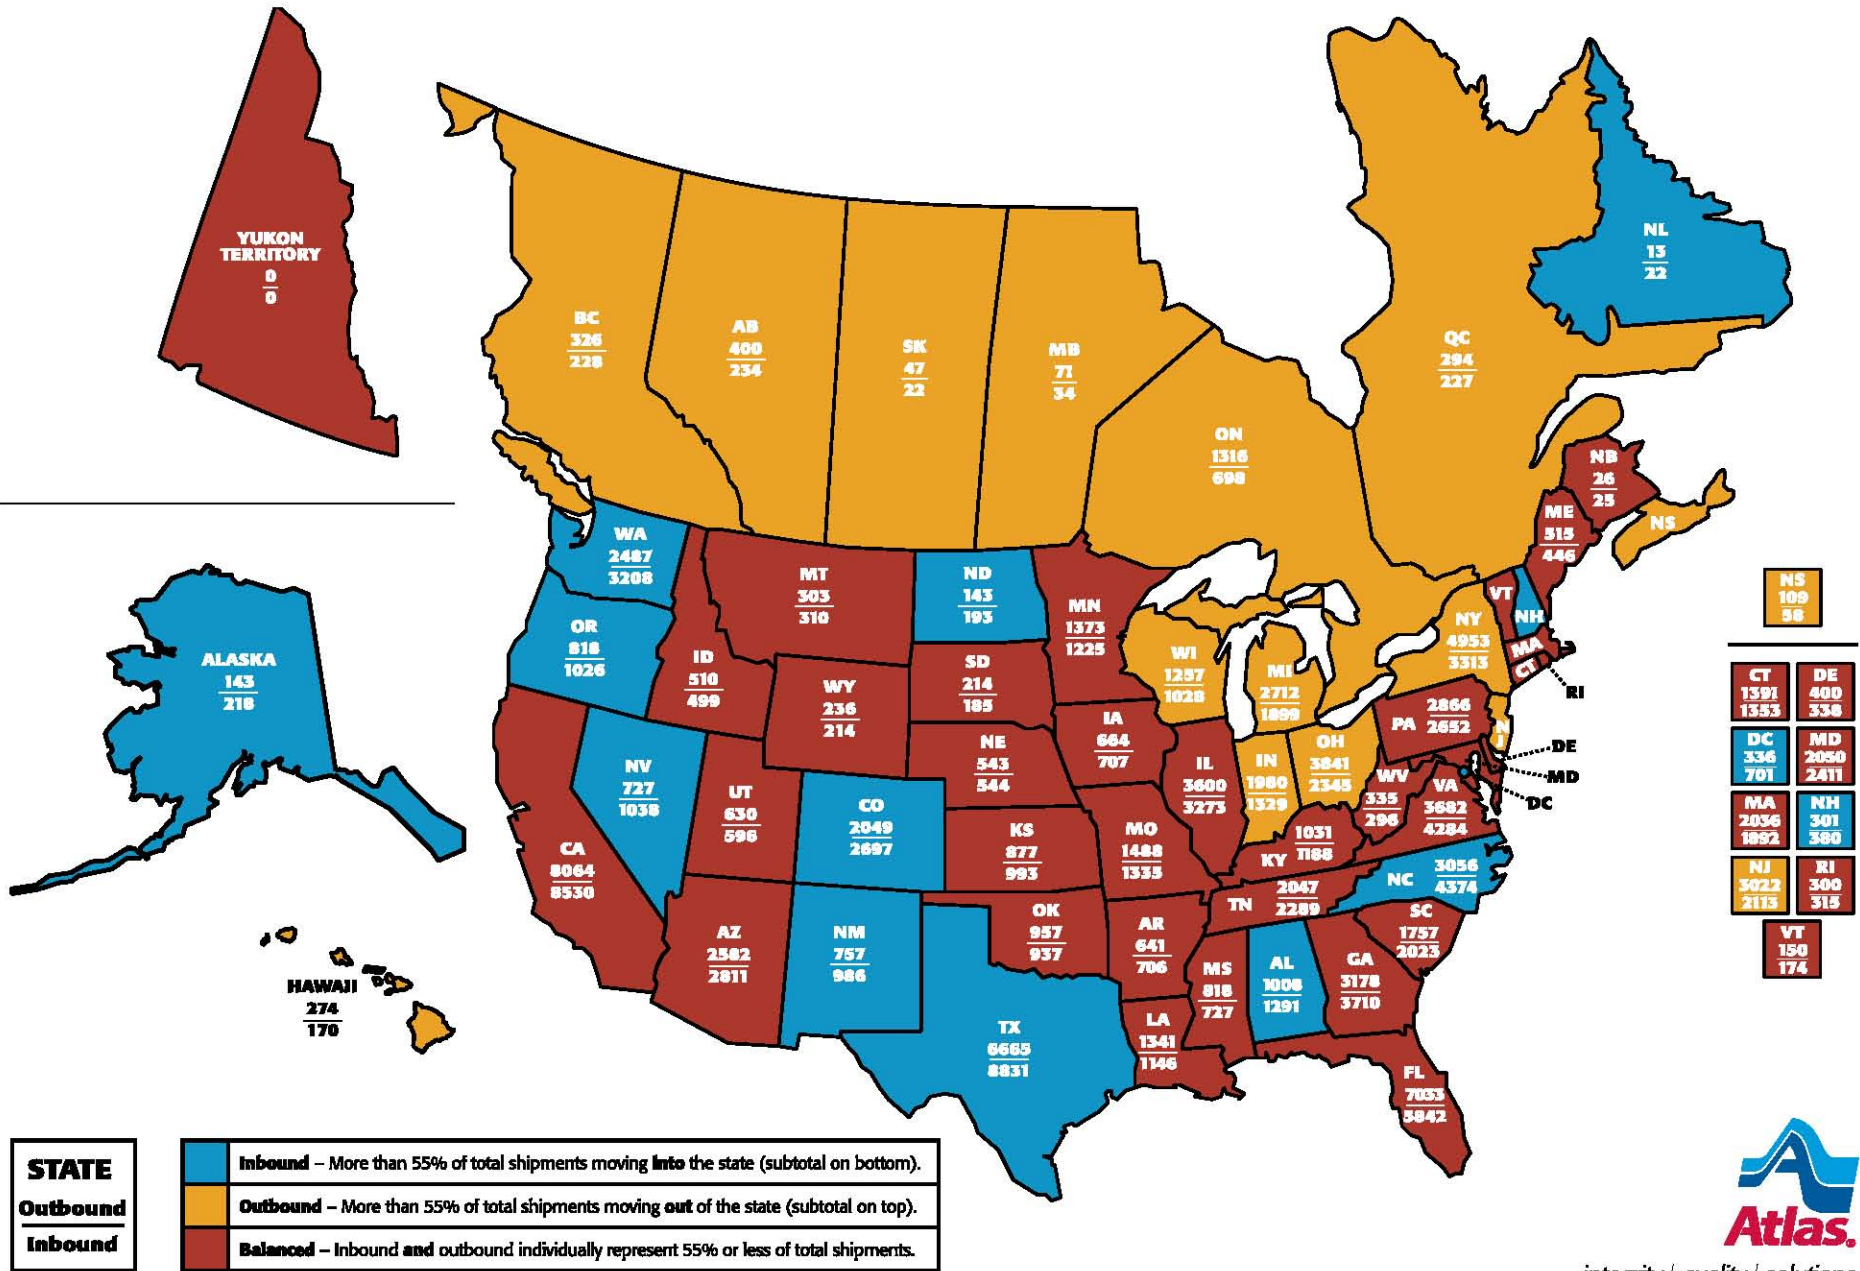 YUKON
TERRITORY
0
0
NL
13
22
BC
326
228
AB
400
234
SK
47
22
MB
71
34
QC
294
227
ON
1316
698
NB
26
25
ME
515
446
NS
WA
2487
3208
MT
303
310
ND
143
193
MN
1373
1225
VT
NH
NY
4953
3313
MA
CT
RI
NS
109
58
OR
818
1026
ID
510
499
SD
214
185
WI
1257
1028
MI
2712
1899
ALASKA
143
218
WY
236
214
IA
664
707
PA
2866
2652
NJ
CT
1391
1353
DE
400
338
NE
543
544
IL
3600
3273
IN
1980
1329
OH
3841
2345
DE
MD
DC
DC
336
701
MD
2050
2411
NV
727
1038
UT
630
596
CO
2049
2697
WV
335
296
VA
3682
4284
MA
2036
1892
NH
301
380
CA
8064
8530
KS
877
993
MO
1488
1335
KY
1031
1188
NC
3056
4374
NJ
3022
2113
RI
300
315
TN
2047
2289
AZ
2582
2811
NM
757
986
OK
957
937
AR
641
706
SC
1757
2023
VT
150
174
MS
818
727
AL
1008
1291
GA
3178
3710
HAWAII
274
170
TX
6665
8831
LA
1341
1146
FL
7033
5842
STATE
Outbound
Inbound
Inbound – More than 55% of total shipments moving into the state (subtotal on bottom).
Outbound – More than 55% of total shipments moving out of the state (subtotal on top).
Balanced – Inbound and outbound individually represent 55% or less of total shipments.
Atlas.